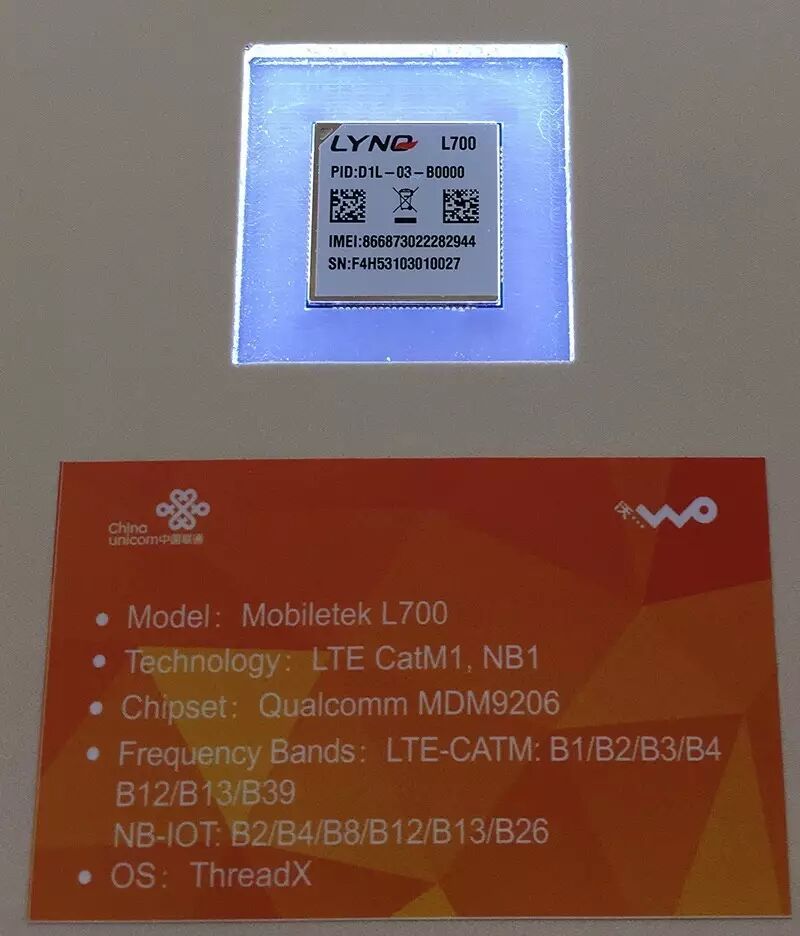 LYNQ L700
PID:D1L-03-B0000
IMEI:866873022282944
SN:F4H53103010027
China
unicom中国联通
沃...WO
• Model: Mobiletek L700
• Technology: LTE CatM1, NB1
• Chipset: Qualcomm MDM9206
• Frequency Bands: LTE-CATM: B1/B2/B3/B4
B12/B13/B39
NB-IOT: B2/B4/B8/B12/B13/B26
• OS: ThreadX